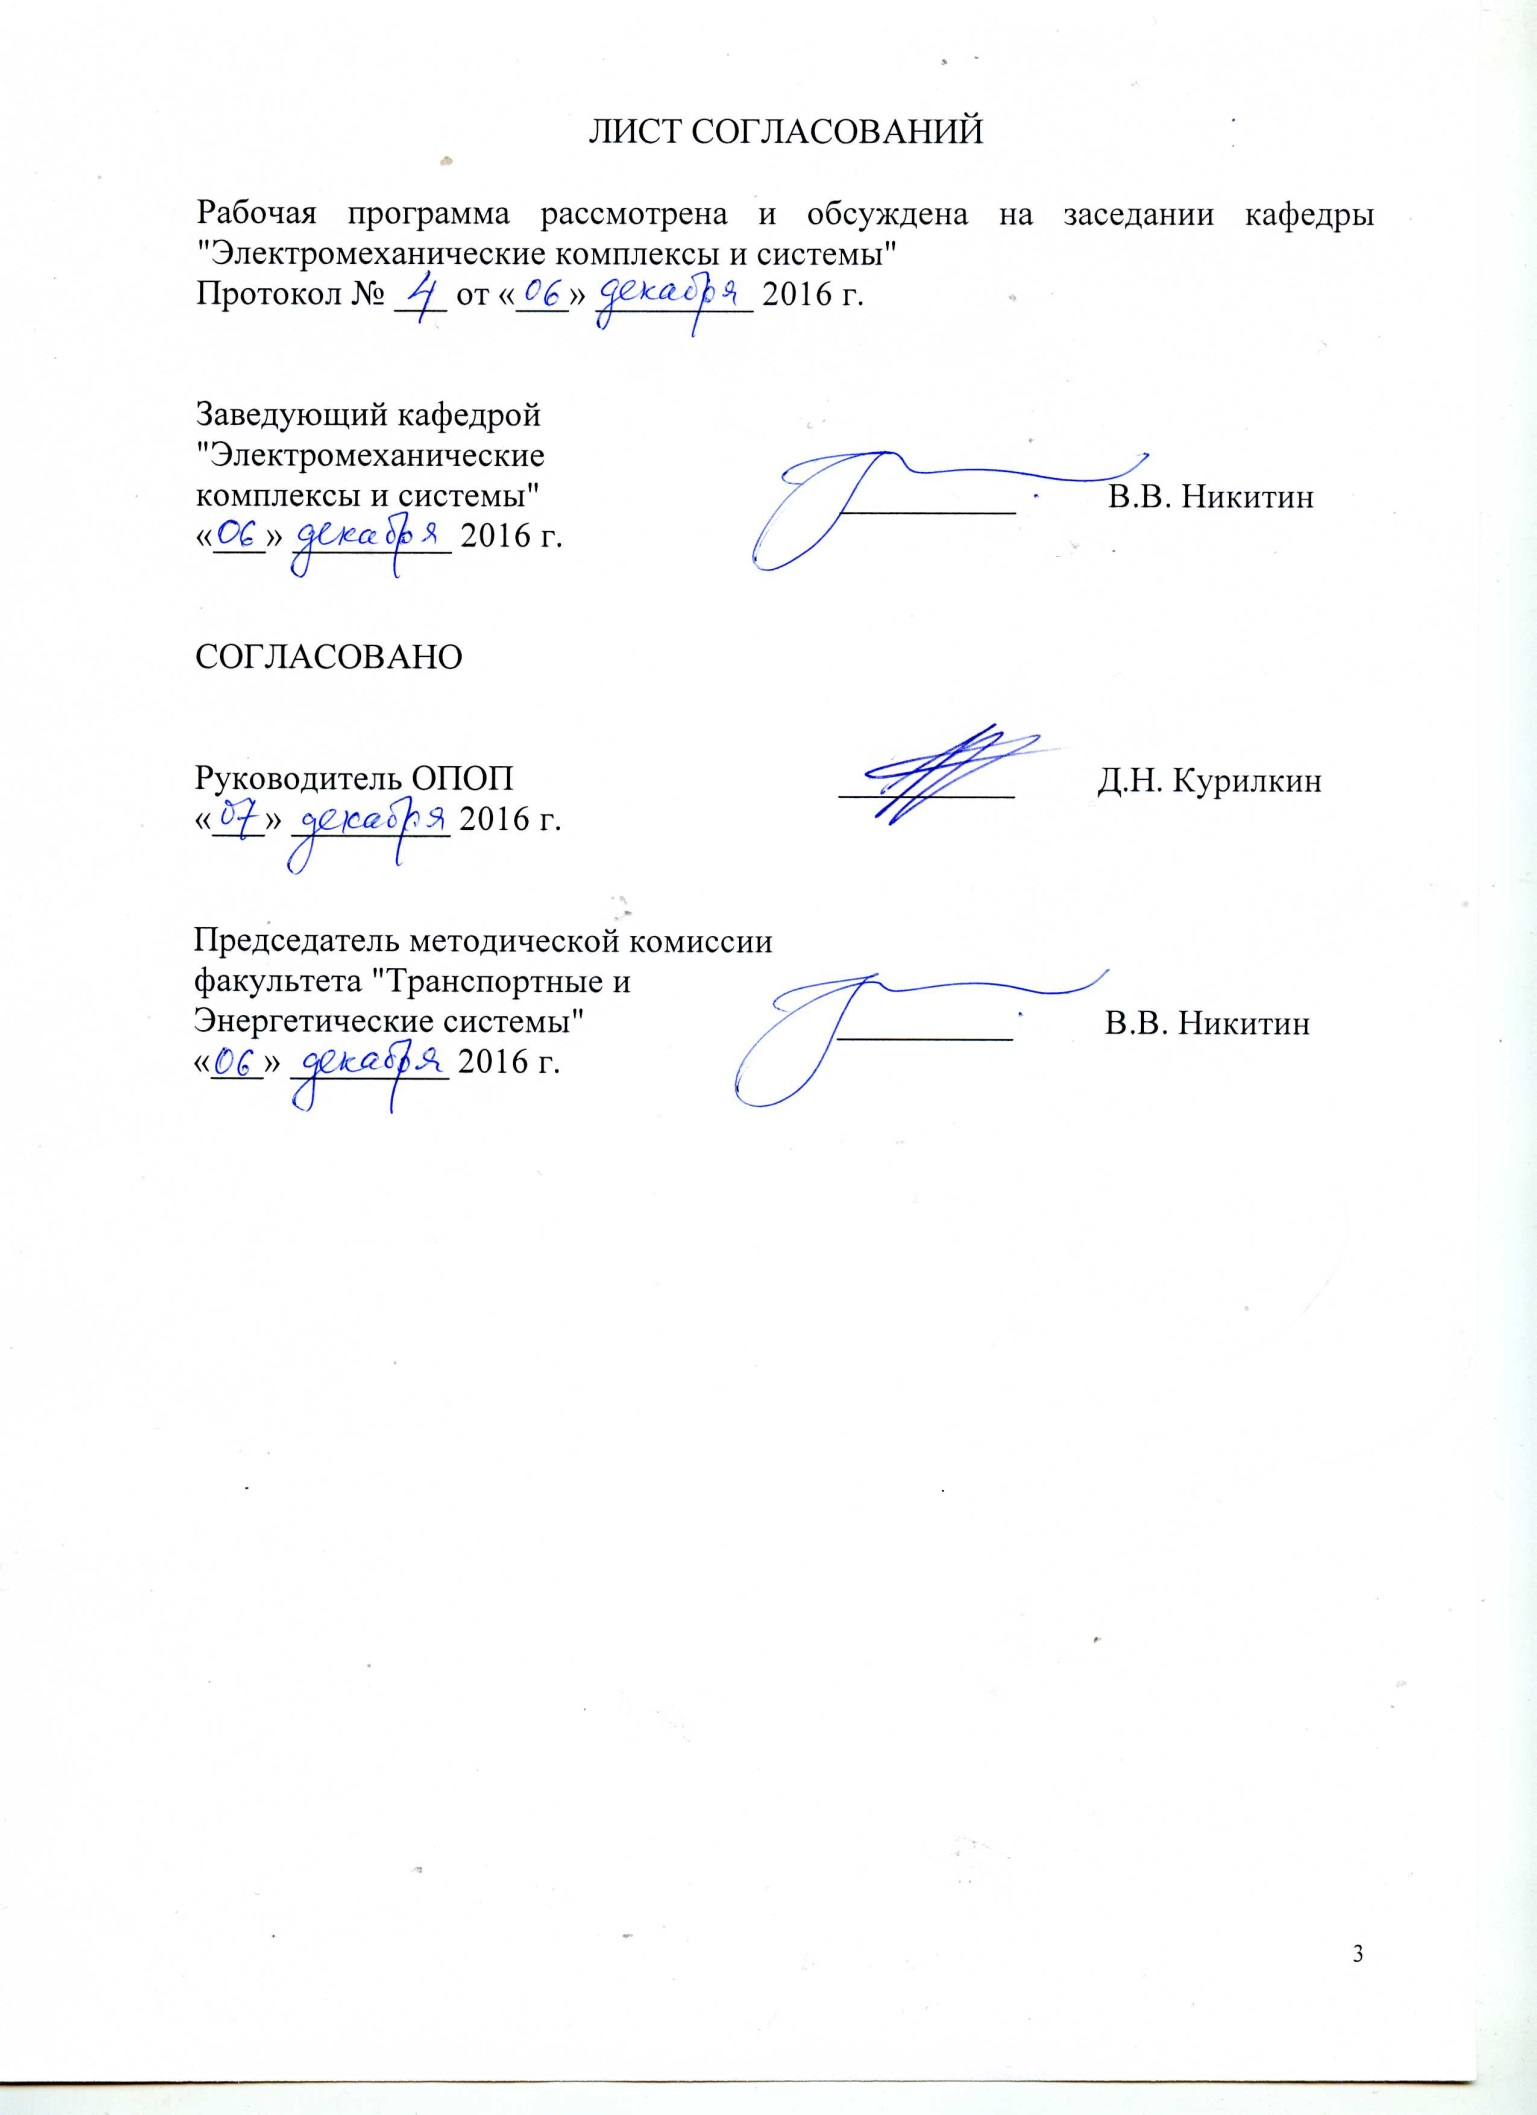 ЛИСТ СОГЛАСОВАНИЙ
Рабочая программа рассмотрена и обсуждена на заседании кафедры
"Электромеханические комплексы и системы"
Протокол № 4 от «06» декабря 2016 г.
Заведующий кафедрой
"Электромеханические
комплексы и системы" В.В. Никитин
«06» декабря 2016 г.
СОГЛАСОВАНО
Руководитель ОПОП Д.Н. Курилкин
«07» декабря 2016 г.
Председатель методической комиссии
факультета "Транспортные и
Энергетические системы" В.В. Никитин
«06» декабря 2016 г.
3